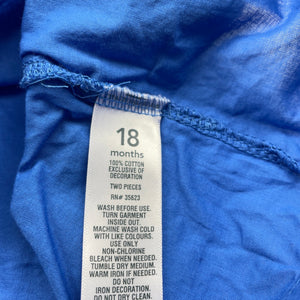 18
months
100% COTTON
EXCLUSIVE OF
DECORATION
TWO PIECES
RN# 35623
WASH BEFORE USE.
TURN GARMENT
INSIDE OUT
MACHINE WASH COLD
WITH LIKE COLOURS.
USE ONLY
NON-CHLORINE
BLEACH WHEN NEEDED.
TUMBLE DRY MEDIUM.
WARM IRON IF NEEDED.
DO NOT
IRON DECORATION.
DO NOT DRY CLEAN